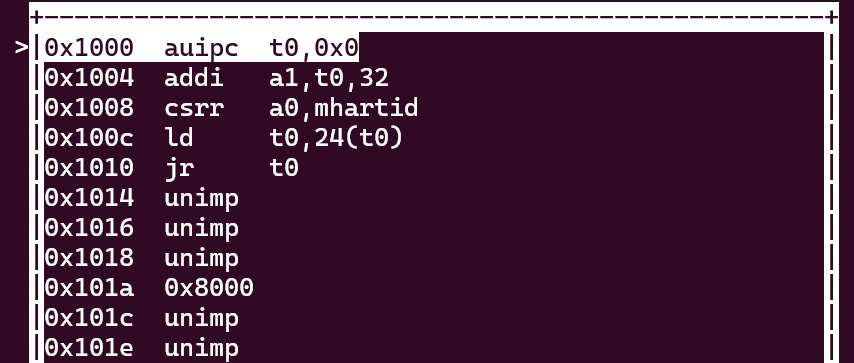 >|0x1000  auipc  t0,0x0
0x1004  addi   a1,t0,32
0x1008  csrr   a0,mhartid
0x100c  ld     t0,24(t0)
0x1010  jr     t0
0x1014  unimp
0x1016  unimp
0x1018  unimp
0x101a  0x8000
0x101c  unimp
0x101e  unimp